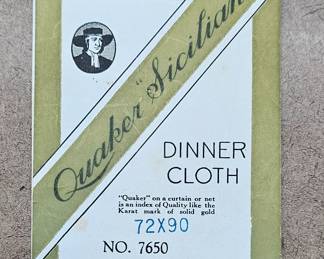 Quaker "Sicilian
DINNER
CLOTH
"Quaker" on a curtain or net
is an index of Quality like the
Karat mark of solid gold
72X90
NO. 7650